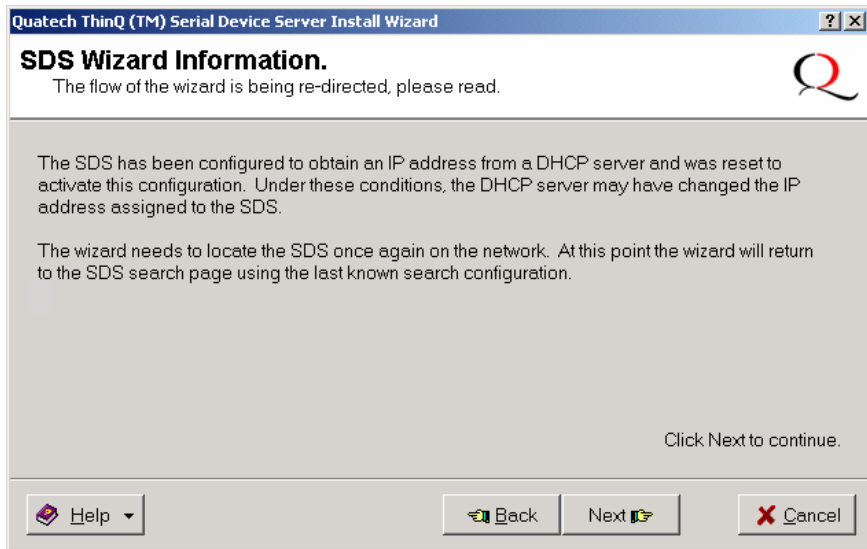 Quatech ThinQ (TM) Serial Device Server Install Wizard
SDS Wizard Information.
The flow of the wizard is being re-directed, please read.
The SDS has been configured to obtain an IP address from a DHCP server and was reset to
activate this configuration. Under these conditions, the DHCP server may have changed the IP
address assigned to the SDS.
The wizard needs to locate the SDS once again on the network. At this point the wizard will return
to the SDS search page using the last known search configuration.
Click Next to continue.
Help
Back
Next
Cancel